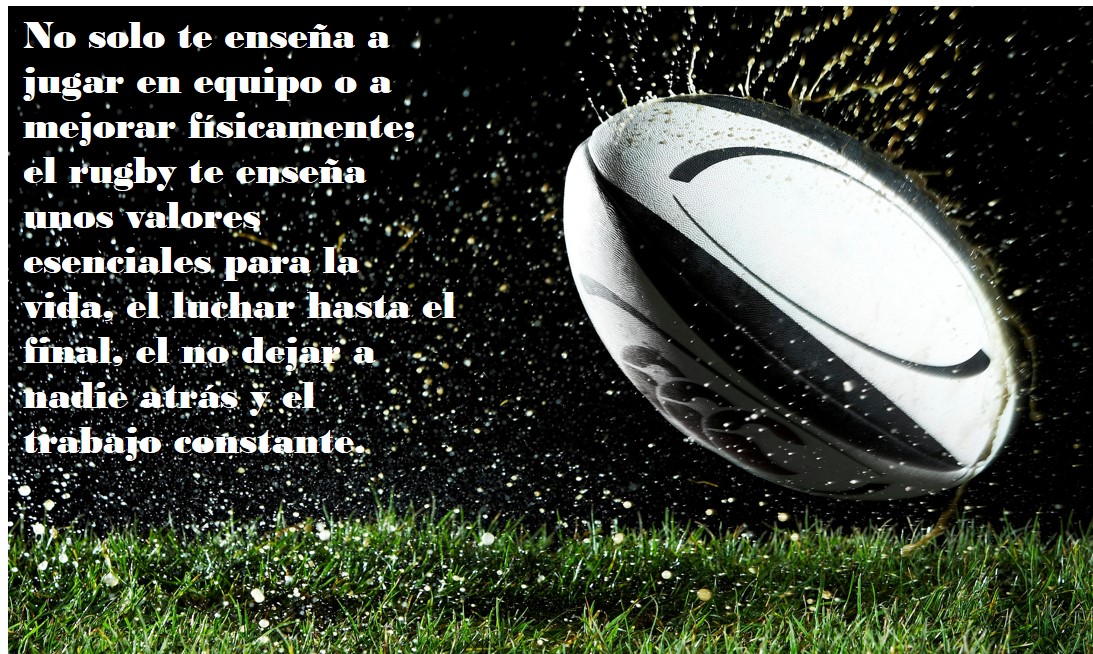 No solo te enseña a
jugar en equipo o a
mejorar físicamente;
el rugby te enseña
unos valores
esenciales para la
vida, el luchar hasta el
final, el no dejar a
nadie atrás y el
trabajo constante.